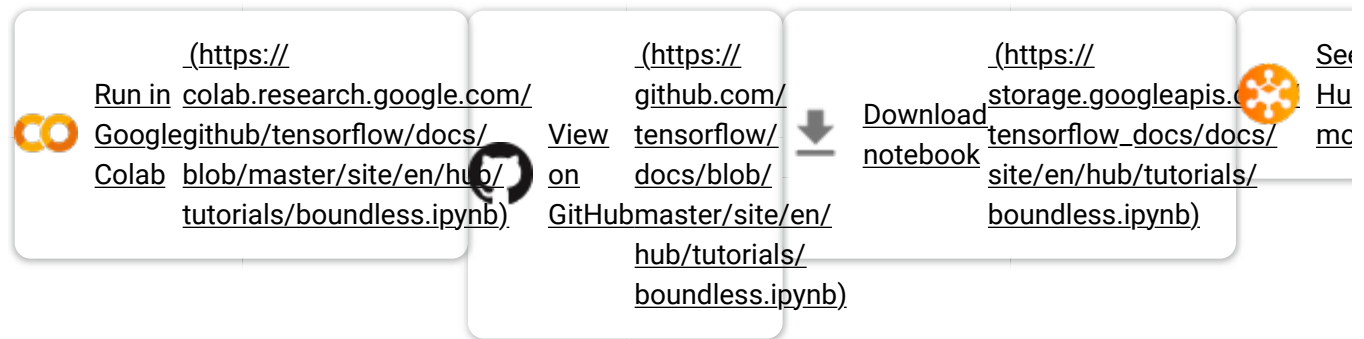 Run in
Google
Colab
(https://
colab.research.google.com/
github/tensorflow/docs/
blob/master/site/en/hub/
tutorials/boundless.ipynb)
View
on
GitHub
(https://
github.com/
tensorflow/
docs/blob/
master/site/en/
hub/tutorials/
boundless.ipynb)
Download
notebook
(https://
storage.googleapis.
tensorflow_docs/docs/
site/en/hub/tutorials/
boundless.ipynb)